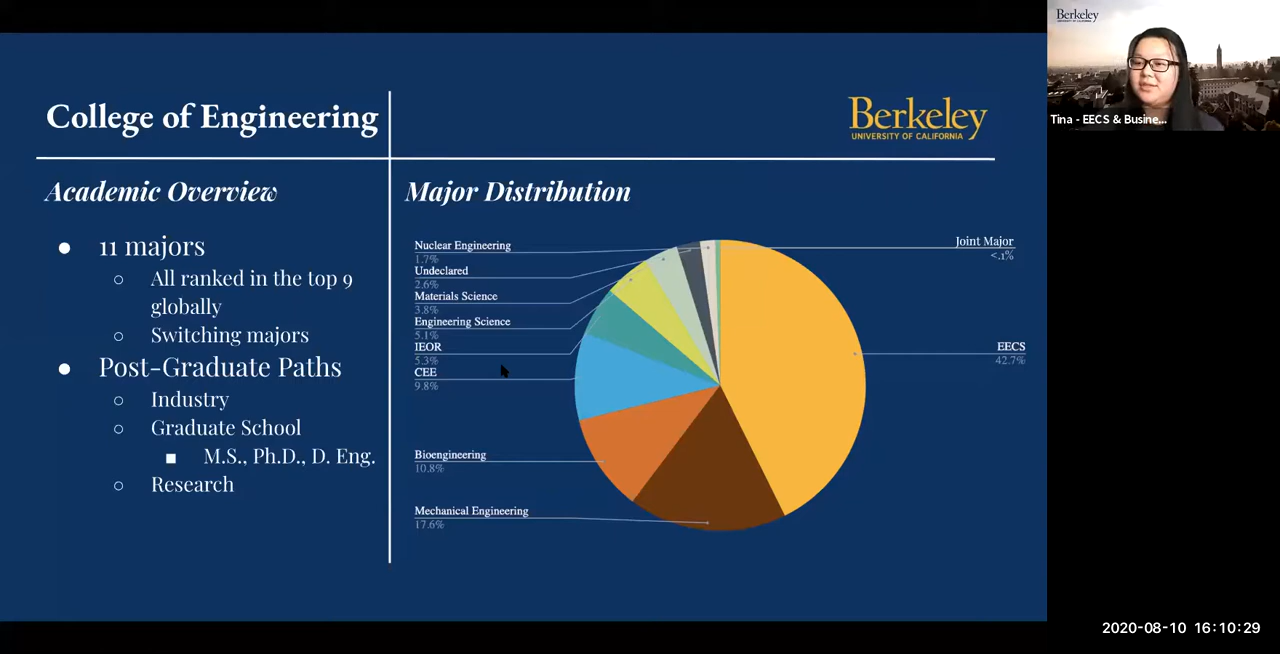 College of Engineering
Berkeley
UNIVERSITY OF CALIFORNIA
Academic Overview
● 11 majors
○ All ranked in the top 9
globally
○ Switching majors
● Post-Graduate Paths
○ Industry
○ Graduate School
■ M.S., Ph.D., D. Eng.
○ Research
Major Distribution
Nuclear Engineering
1.7%
Undeclared
2.6%
Materials Science
3.8%
Engineering Science
5.1%
IEOR
5.3%
CEE
9.8%
Bioengineering
10.8%
Mechanical Engineering
17.6%
Joint Major
<.1%
EECS
42.7%
Berkeley
UNIVERSITY OF CALIFORNIA
Tina - EECS & Busine...
2020-08-10 16:10:29